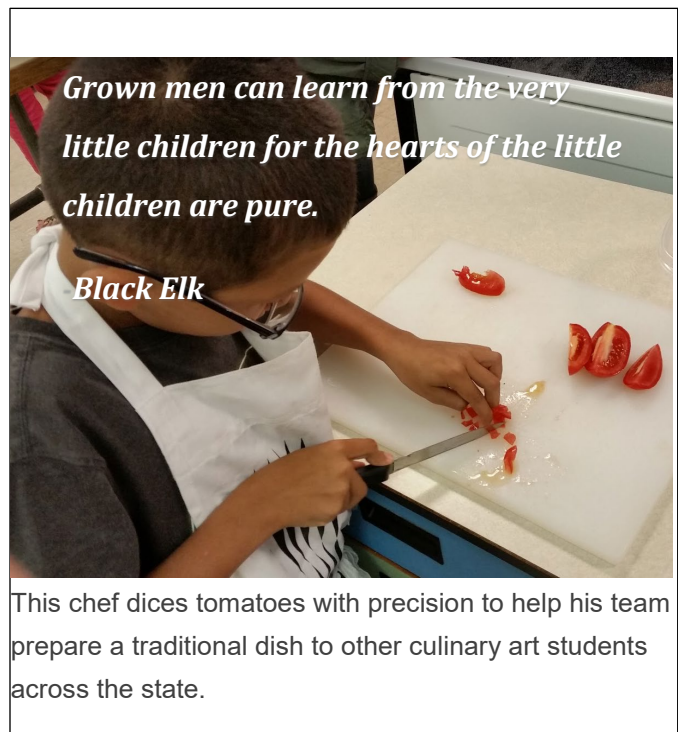 Grown men can learn from the very
little children for the hearts of the little
children are pure.
Black Elk
This chef dices tomatoes with precision to help his team
prepare a traditional dish to other culinary art students
across the state.